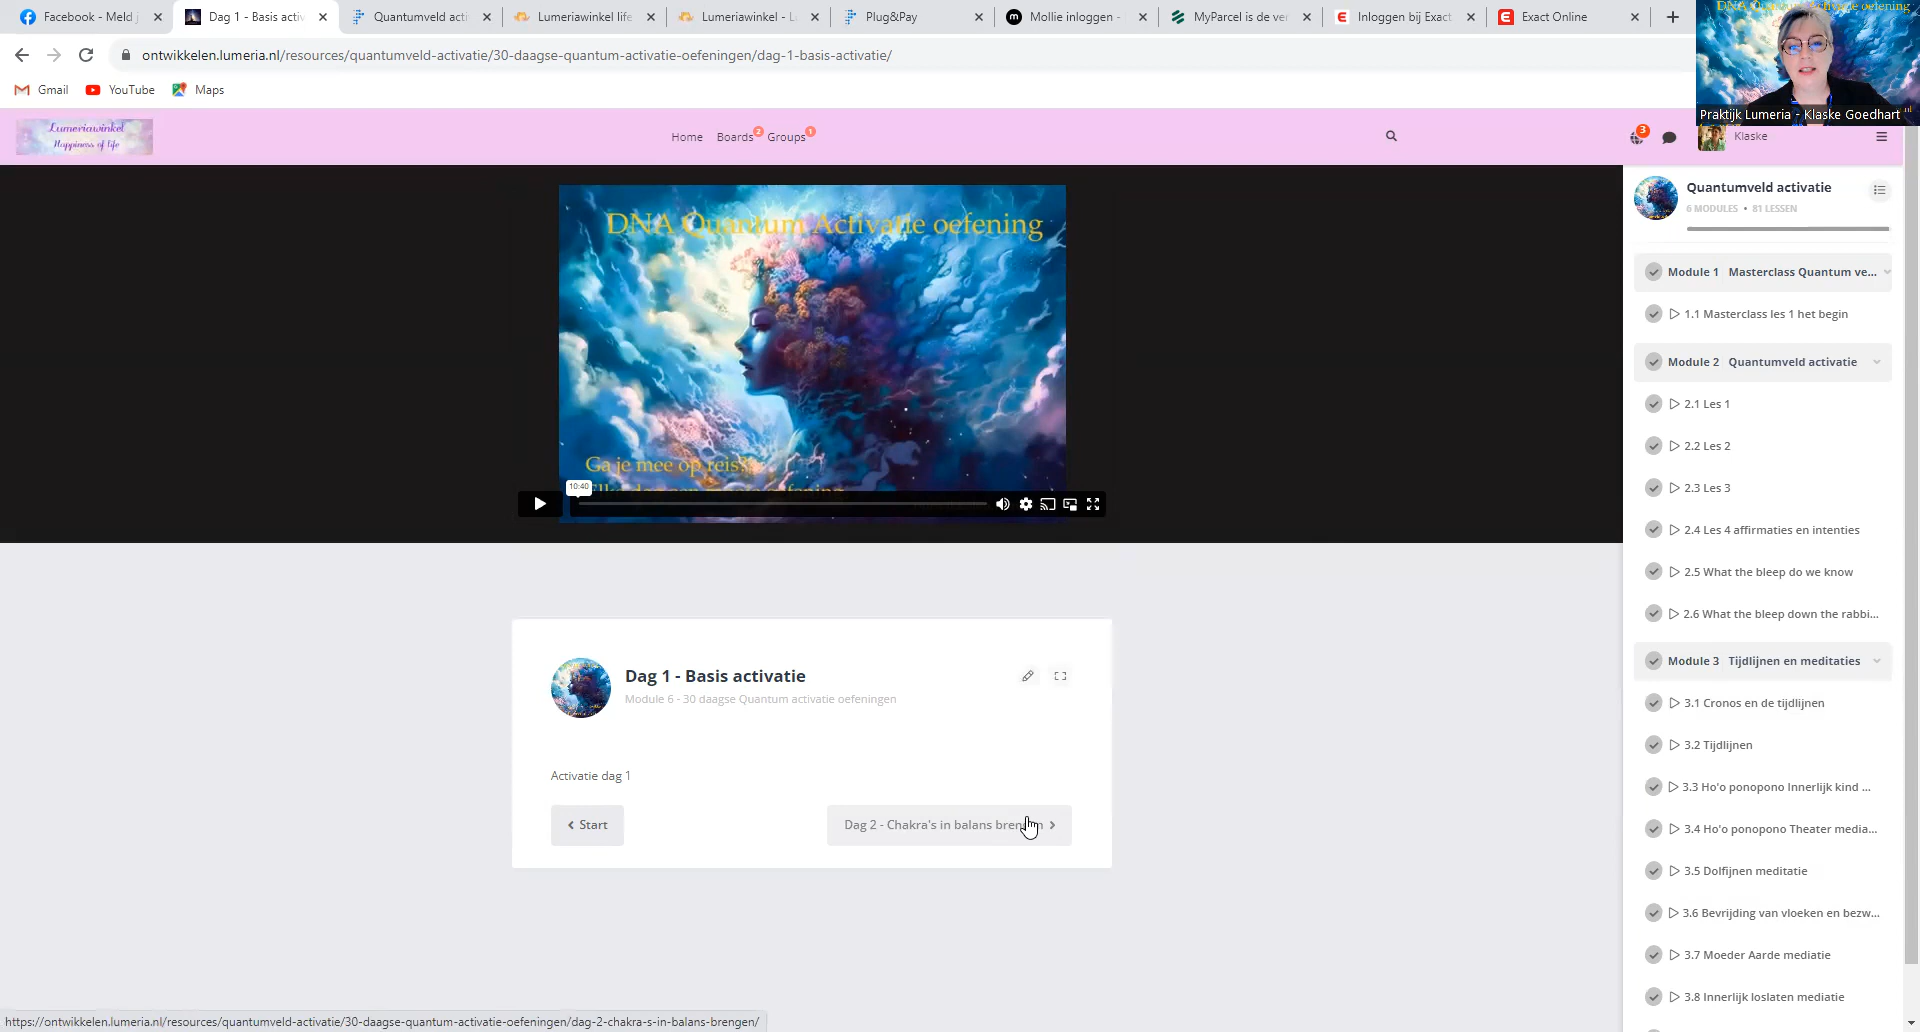 Facebook - Meld j
Dag 1 - Basis activ
Quantumveld acti
Lumeriawinkel life
Lumeriawinkel - L
Plug&Pay
Mollie inloggen -
MyParcel is de ver
Inloggen bij Exact
Exact Online
ontwikkelen.lumeria.nl/resources/quantumveld-activatie/30-daagse-quantum-activatie-oefeningen/dag-1-basis-activatie/
Gmail
YouTube
Maps
DNA Quantum Activatie oefening
Praktijk Lumeria - Klaske Goedhart
Lumeriawinkel
Happiness of life
Home
Boards 2
Groups 1
3
Klaske
DNA Quantum Activatie oefening
Ga je mee op reis?
10:40
Dag 1 - Basis activatie
Module 6 - 30 daagse Quantum activatie oefeningen
Activatie dag 1
Start
Dag 2 - Chakra's in balans brengen
Quantumveld activatie
6 MODULES • 81 LESSEN
Module 1 Masterclass Quantum ve...
1.1 Masterclass les 1 het begin
Module 2 Quantumveld activatie
2.1 Les 1
2.2 Les 2
2.3 Les 3
2.4 Les 4 affirmaties en intenties
2.5 What the bleep do we know
2.6 What the bleep down the rabbi...
Module 3 Tijdlijnen en meditaties
3.1 Cronos en de tijdlijnen
3.2 Tijdlijnen
3.3 Ho'o ponopono Innerlijk kind ...
3.4 Ho'o ponopono Theater media...
3.5 Dolfijnen meditatie
3.6 Bevrijding van vloeken en bezw...
3.7 Moeder Aarde mediatie
3.8 Innerlijk loslaten mediatie
https://ontwikkelen.lumeria.nl/resources/quantumveld-activatie/30-daagse-quantum-activatie-oefeningen/dag-2-chakra-s-in-balans-brengen/